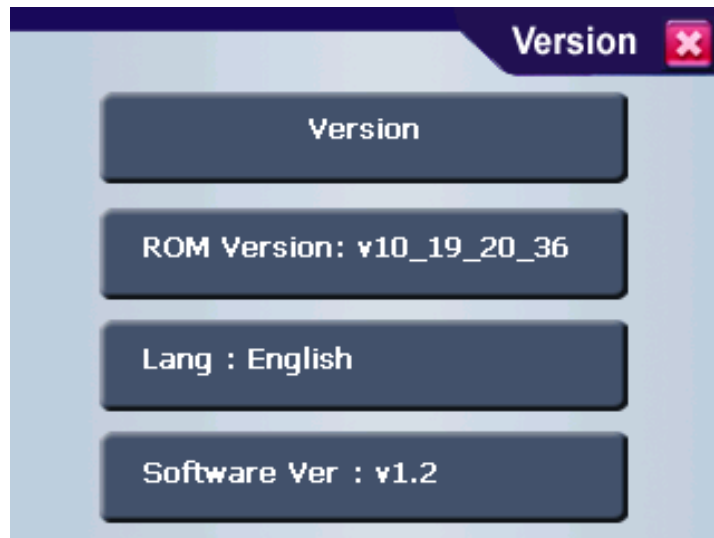 Version
Version
ROM Version: v10_19_20_36
Lang : English
Software Ver : v1.2